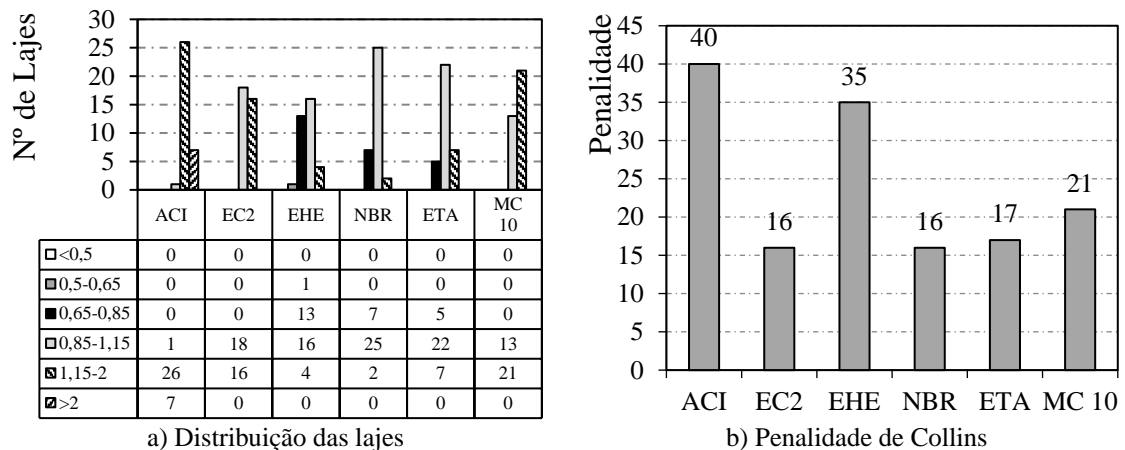 Nº de Lajes
30
25
20
15
10
5
0
ACI EC2 EHE NBR ETA MC 10
<0,5 0 0 0 0 0 0
0,5-0,65 0 0 1 0 0 0
0,65-0,85 0 0 13 7 5 0
0,85-1,15 1 18 16 25 22 13
1,15-2 26 16 4 2 7 21
>2 7 0 0 0 0 0
a) Distribuição das lajes
Penalidade
45
40
35
30
25
20
15
10
5
0
40 16 35 16 17 21
ACI EC2 EHE NBR ETA MC 10
b) Penalidade de Collins